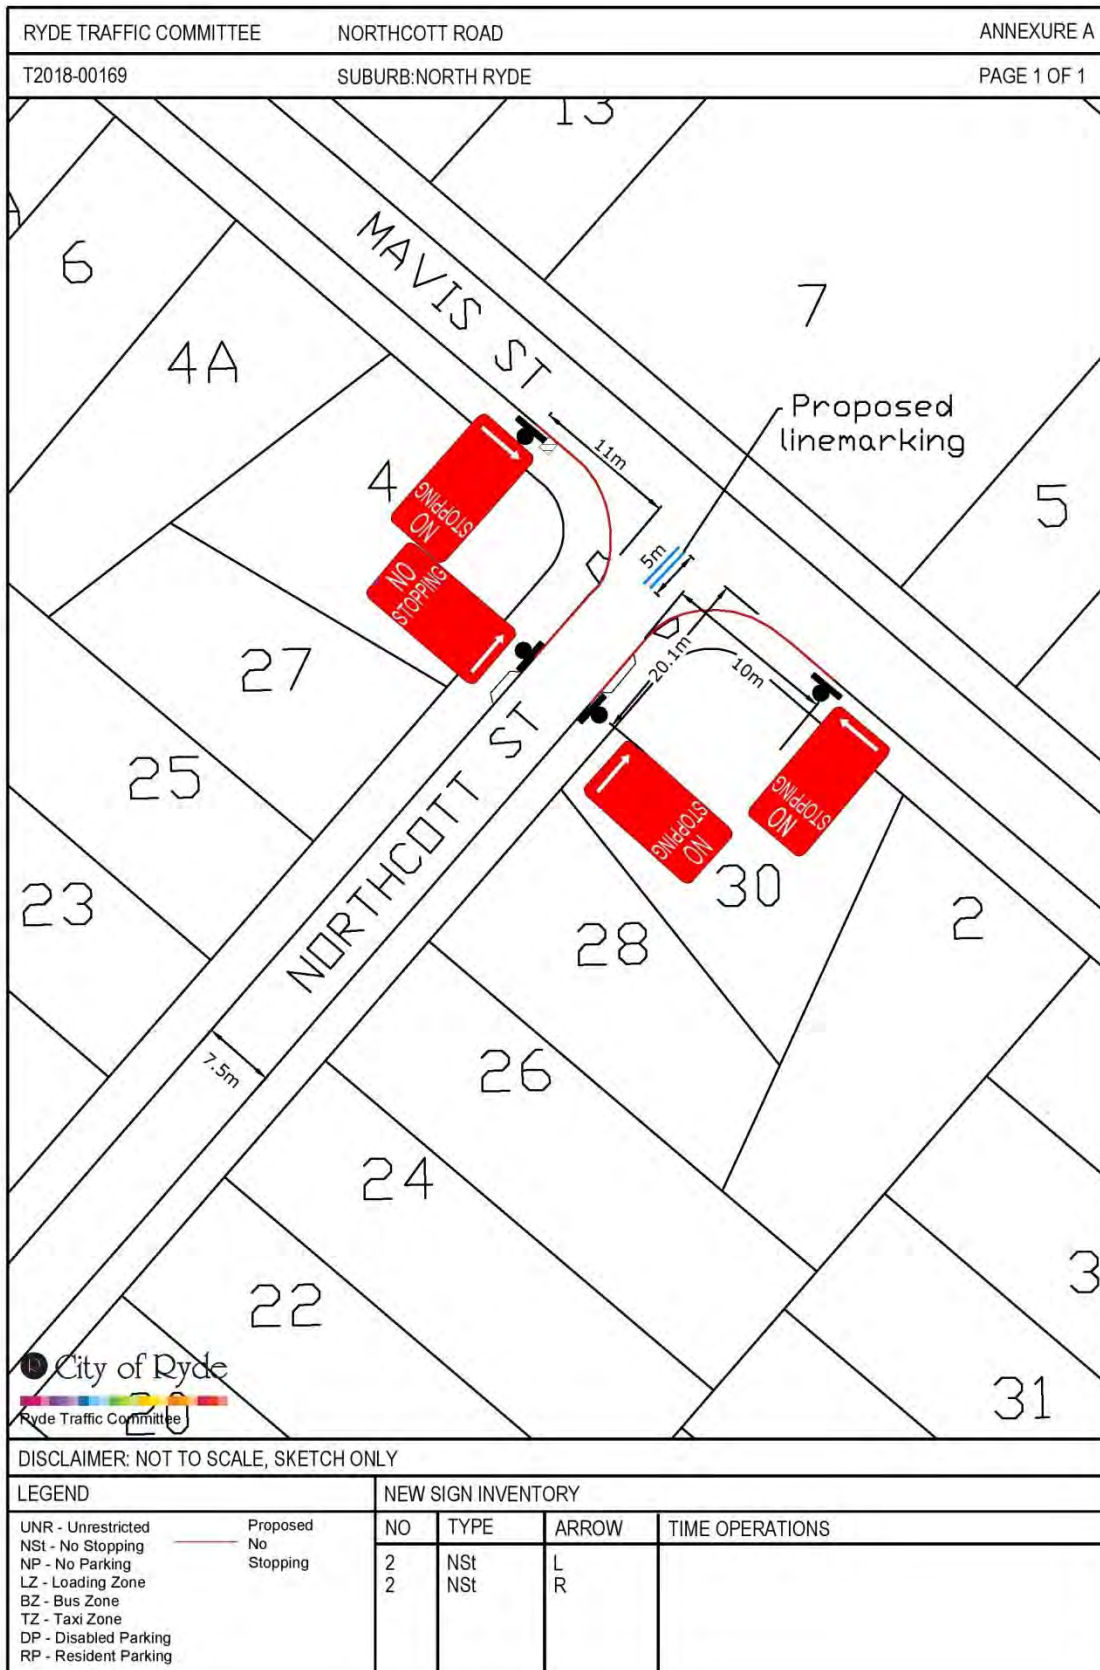 RYDE TRAFFIC COMMITTEE NORTHCOTT ROAD ANNEXURE A
T2018-00169 SUBURB:NORTH RYDE PAGE 1 OF 1
13
6
MAVIS ST
7
4A
Proposed
linemarking
11m
4
NO
STOPPING
5
5m
NO
STOPPING
27
20.1m
10m
25
NORTHCOTT ST
NO
STOPPING
NO
STOPPING
23
30
2
28
7.5m
26
24
3
22
31
City of Ryde
Ryde Traffic Committee
20
DISCLAIMER: NOT TO SCALE, SKETCH ONLY
LEGEND
UNR - Unrestricted
NSt - No Stopping
NP - No Parking
LZ - Loading Zone
BZ - Bus Zone
TZ - Taxi Zone
DP - Disabled Parking
RP - Resident Parking
Proposed
No
Stopping
NEW SIGN INVENTORY
NO TYPE ARROW TIME OPERATIONS
2 NSt L
2 NSt R